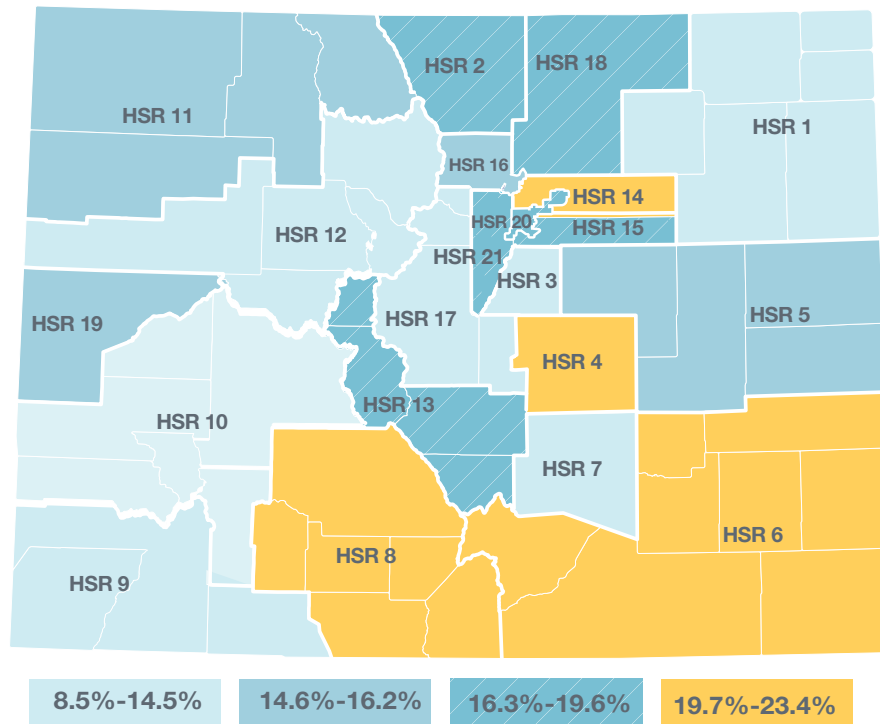 HSR 2
HSR 18
HSR 11
HSR 1
HSR 16
HSR 14
HSR 20
HSR 15
HSR 12
HSR 21
HSR 3
HSR 19
HSR 17
HSR 5
HSR 4
HSR 13
HSR 10
HSR 7
HSR 6
HSR 8
HSR 9
8.5%-14.5%
14.6%-16.2%
16.3%-19.6%
19.7%-23.4%